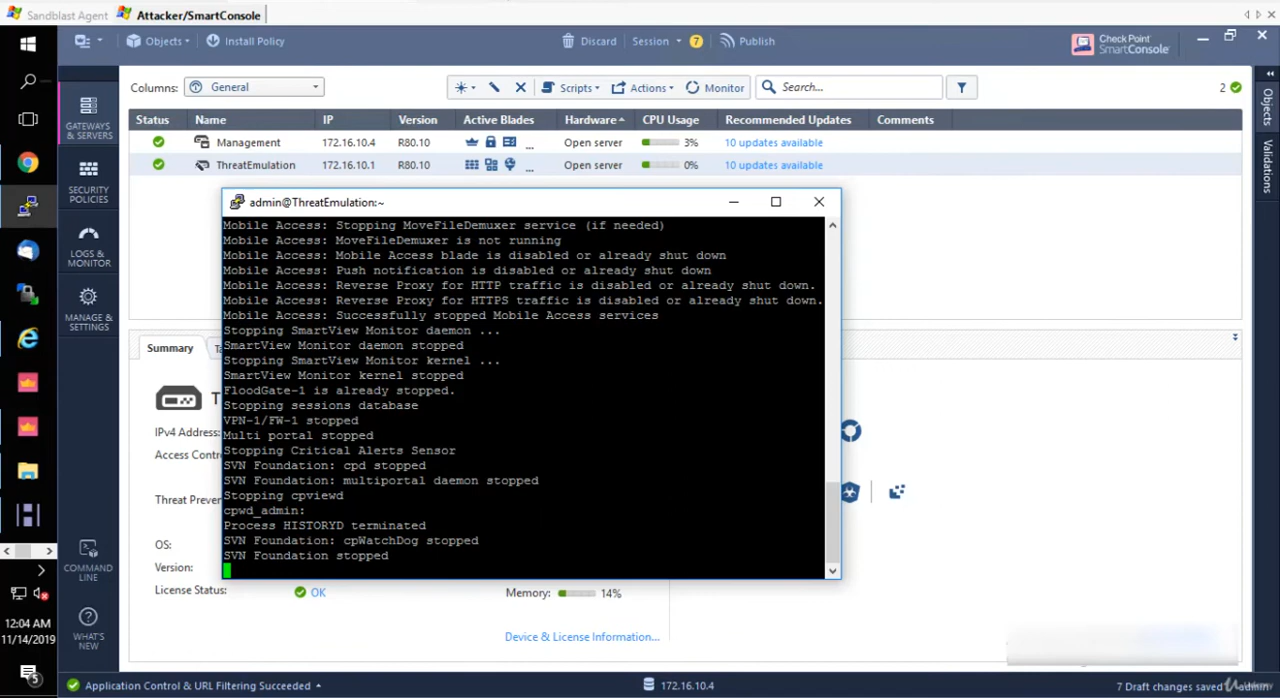 Sandblast Agent
Attacker/SmartConsole
Objects
Install Policy
Discard
Session
7
Publish
Check Point
SmartConsole
Columns:
General
Scripts
Actions
Monitor
Search...
2
Objects
Validations
GATEWAYS
& SERVERS
SECURITY
POLICIES
LOGS &
MONITOR
MANAGE &
SETTINGS
COMMAND
LINE
WHAT'S
NEW
Status Name IP Version Active Blades Hardware CPU Usage Recommended Updates Comments
Management 172.16.10.4 R80.10 ... Open server 3% 10 updates available
ThreatEmulation 172.16.10.1 R80.10 ... Open server 0% 10 updates available
admin@ThreatEmulation:~
Mobile Access: Stopping MoveFileDemuxer service (if needed)
Mobile Access: MoveFileDemuxer is not running
Mobile Access: Mobile Access blade is disabled or already shut down
Mobile Access: Push notification is disabled or already shut down
Mobile Access: Reverse Proxy for HTTP traffic is disabled or already shut down.
Mobile Access: Reverse Proxy for HTTPS traffic is disabled or already shut down.
Mobile Access: Successfully stopped Mobile Access services
Stopping SmartView Monitor daemon ...
SmartView Monitor daemon stopped
Stopping SmartView Monitor kernel ...
SmartView Monitor kernel stopped
FloodGate-1 is already stopped.
Stopping sessions database
VPN-1/FW-1 stopped
Multi portal stopped
Stopping Critical Alerts Sensor
SVN Foundation: cpd stopped
SVN Foundation: multiportal daemon stopped
Stopping cpviewd
cpwd_admin:
Process HISTORYD terminated
SVN Foundation: cpWatchDog stopped
SVN Foundation stopped
Summary
T
IPv4 Address:
Access Contr
Threat Preven
OS:
Version:
License Status: OK
Memory: 14%
Device & License Information...
12:04 AM
11/14/2019
5
Application Control & URL Filtering Succeeded
172.16.10.4
7 Draft changes saved